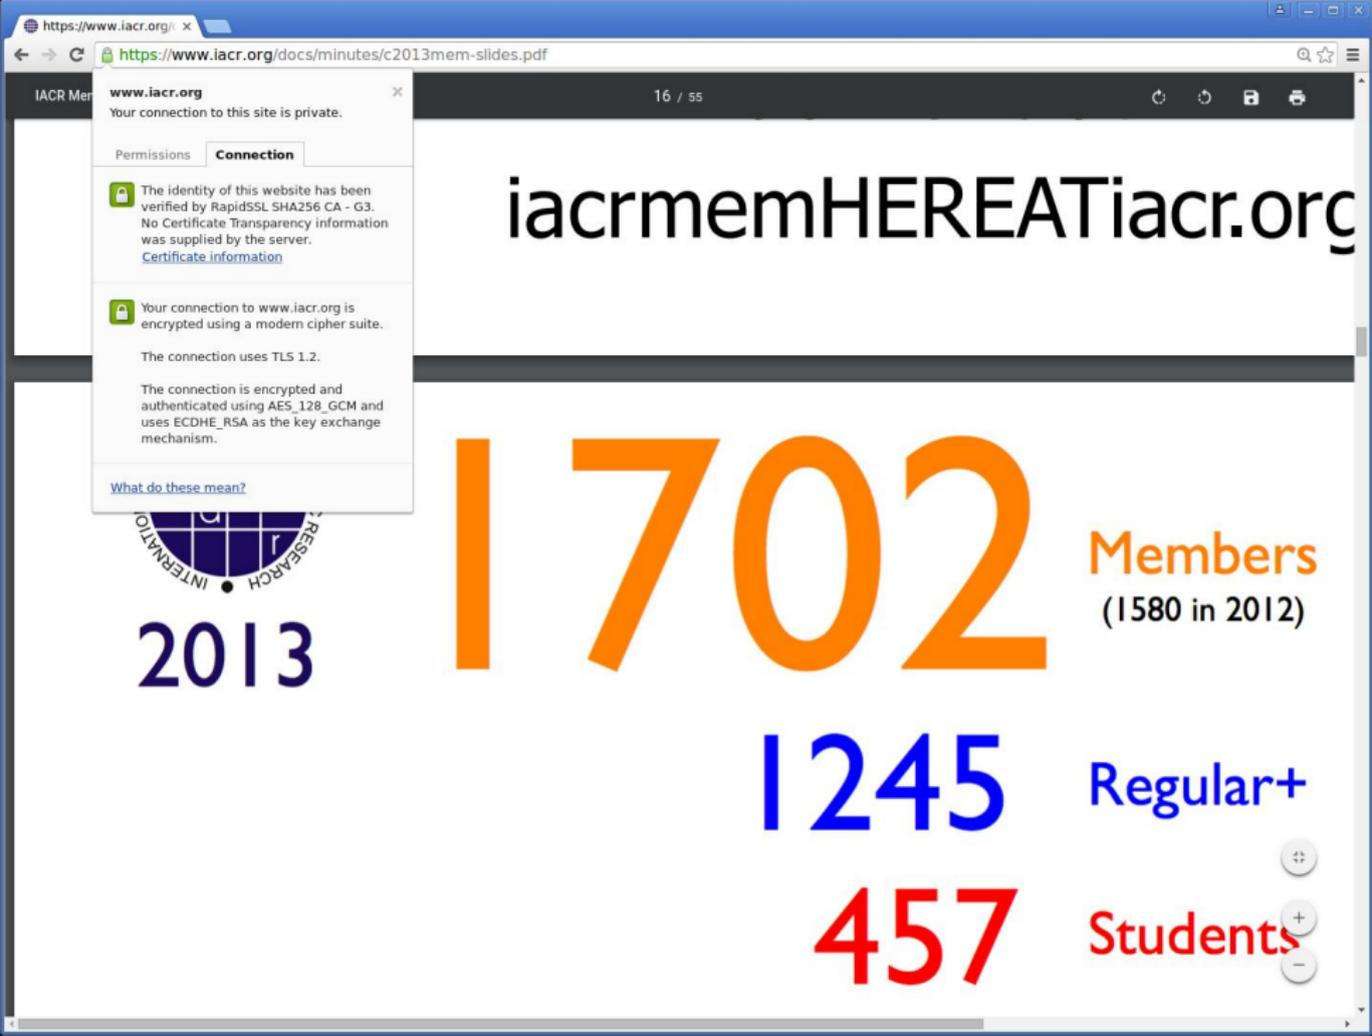 https://www.iacr.org/
https://www.iacr.org/docs/minutes/c2013mem-slides.pdf
IACR Mem
16 / 55
www.iacr.org
Your connection to this site is private.
Permissions
Connection
The identity of this website has been
verified by RapidSSL SHA256 CA - G3.
No Certificate Transparency information
was supplied by the server.
Certificate information
Your connection to www.iacr.org is
encrypted using a modern cipher suite.
The connection uses TLS 1.2.
The connection is encrypted and
authenticated using AES_128_GCM and
uses ECDHE_RSA as the key exchange
mechanism.
What do these mean?
iacrmemHEREATiacr.org
r
INTERNATION
RESEARCH
2013
1702
Members
(1580 in 2012)
1245
Regular+
457
Students